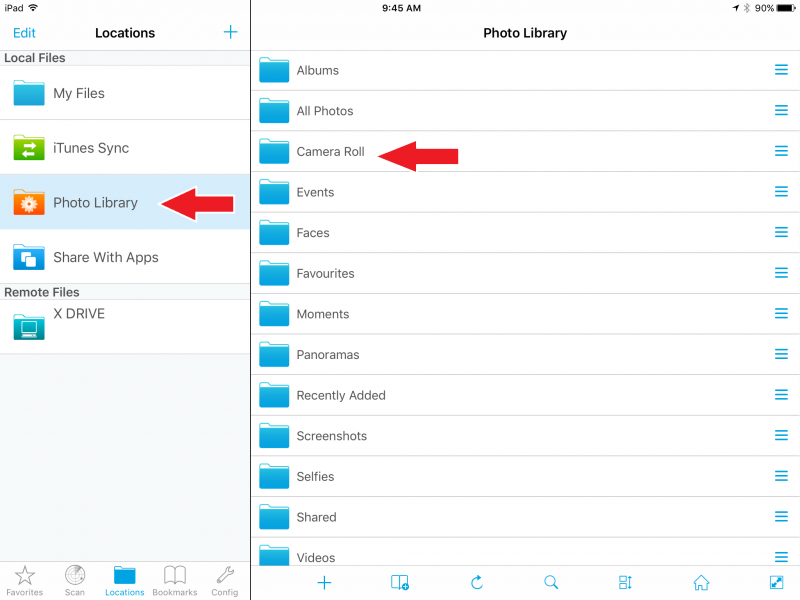 iPad
9:45 AM
90%
Edit
Locations
Local Files
My Files
iTunes Sync
Photo Library
Share With Apps
Remote Files
X DRIVE
Favorites
Scan
Locations
Bookmarks
Config
Photo Library
Albums
All Photos
Camera Roll
Events
Faces
Favourites
Moments
Panoramas
Recently Added
Screenshots
Selfies
Shared
Videos